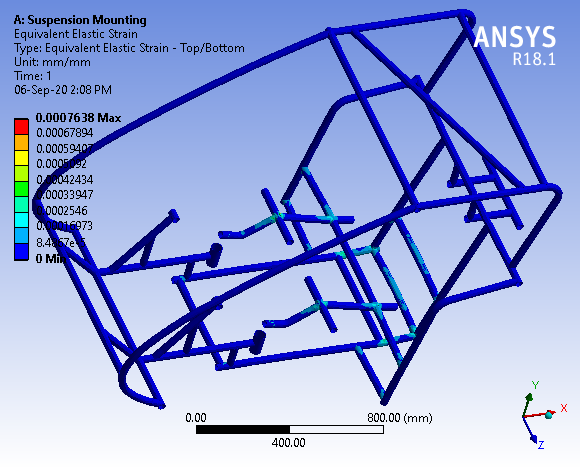 A: Suspension Mounting
Equivalent Elastic Strain
Type: Equivalent Elastic Strain - Top/Bottom
Unit: mm/mm
Time: 1
06-Sep-20 2:08 PM
ANSYS
R18.1
0.0007638 Max
0.00067894
0.00033947
0.0002546
0 Min
Y
X
Z
0.00
800.00 (mm)
400.00